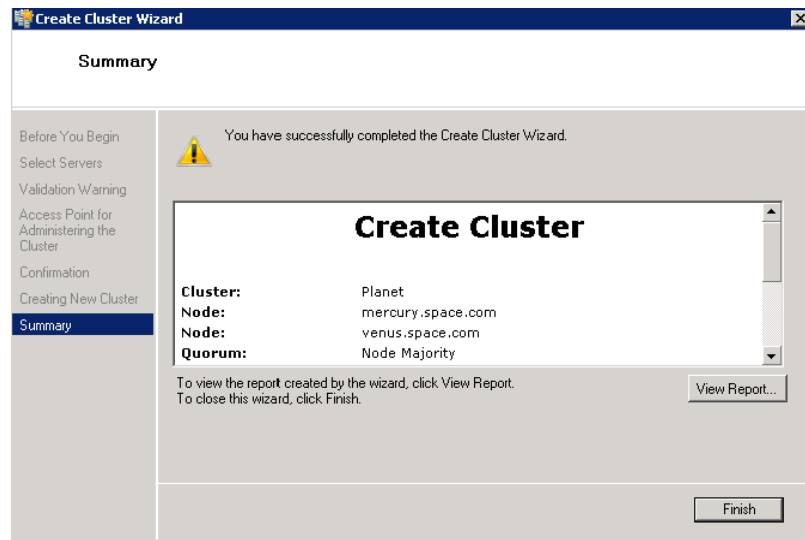 Create Cluster Wizard
Summary
Before You Begin
Select Servers
Validation Warning
Access Point for
Administering the
Cluster
Confirmation
Creating New Cluster
Summary
You have successfully completed the Create Cluster Wizard.
Create Cluster
Cluster: Planet
Node: mercury.space.com
Node: venus.space.com
Quorum: Node Majority
To view the report created by the wizard, click View Report.
To close this wizard, click Finish.
View Report...
Finish